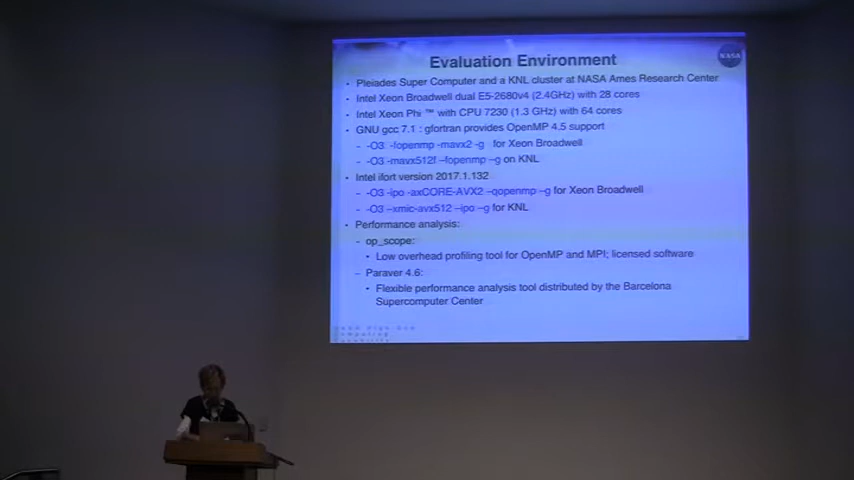 Evaluation Environment
NASA
• Pleiades Super Computer and a KNL cluster at NASA Ames Research Center
• Intel Xeon Broadwell dual E5-2680v4 (2.4GHz) with 28 cores
• Intel Xeon Phi ™ with CPU 7230 (1.3 GHz) with 64 cores
• GNU gcc 7.1 : gfortran provides OpenMP 4.5 support
- -O3 -fopenmp -mavx2 -g for Xeon Broadwell
- -O3 -mavx512f –fopenmp –g on KNL
• Intel ifort version 2017.1.132
- -O3 -ipo -axCORE-AVX2 –qopenmp –g for Xeon Broadwell
- -O3 –xmic-avx512 –ipo –g for KNL
• Performance analysis:
- op_scope:
• Low overhead profiling tool for OpenMP and MPI; licensed software
– Paraver 4.6:
• Flexible performance analysis tool distributed by the Barcelona
Supercomputer Center